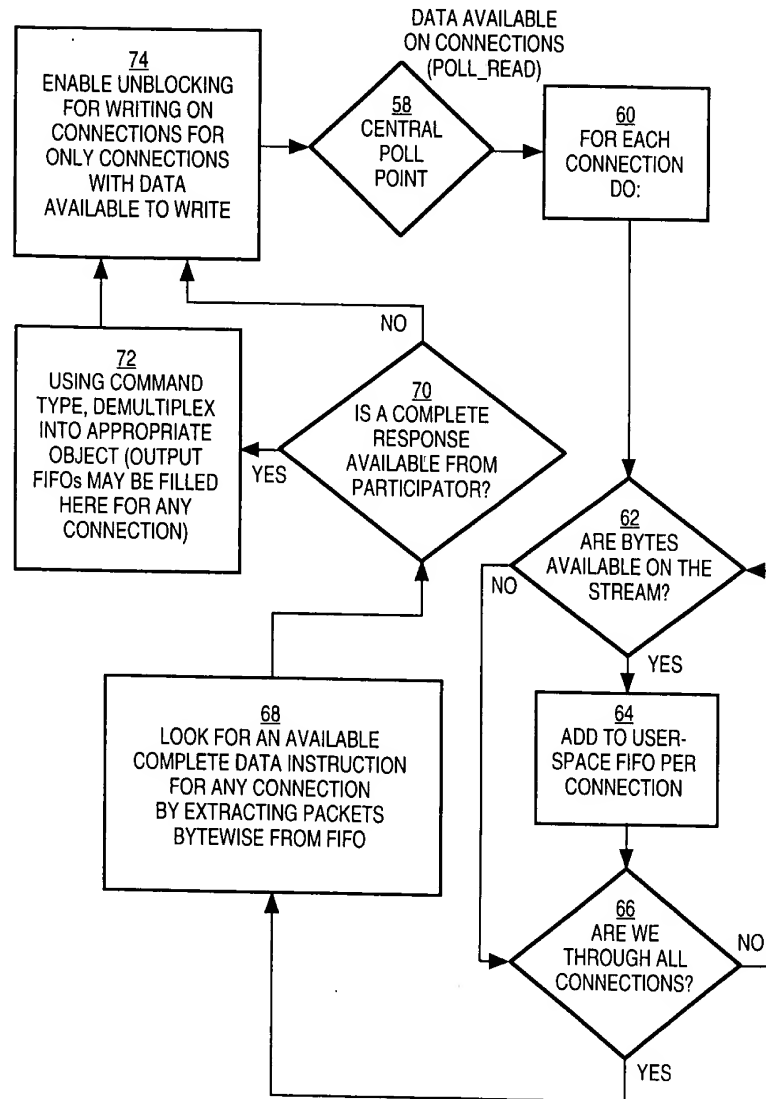 DATA AVAILABLE
ON CONNECTIONS
(POLL_READ)
74
ENABLE UNBLOCKING
FOR WRITING ON
CONNECTIONS FOR
ONLY CONNECTIONS
WITH DATA
AVAILABLE TO WRITE
58
CENTRAL
POLL
POINT
60
FOR EACH
CONNECTION
DO:
NO
72
USING COMMAND
TYPE, DEMULTIPLEX
INTO APPROPRIATE
OBJECT (OUTPUT
FIFOs MAY BE FILLED
HERE FOR ANY
CONNECTION)
YES
70
IS A COMPLETE
RESPONSE
AVAILABLE FROM
PARTICIPATOR?
62
ARE BYTES
AVAILABLE ON THE
STREAM?
NO
YES
64
ADD TO USER-
SPACE FIFO PER
CONNECTION
68
LOOK FOR AN AVAILABLE
COMPLETE DATA INSTRUCTION
FOR ANY CONNECTION
BY EXTRACTING PACKETS
BYTEWISE FROM FIFO
66
ARE WE
THROUGH ALL
CONNECTIONS?
NO
YES